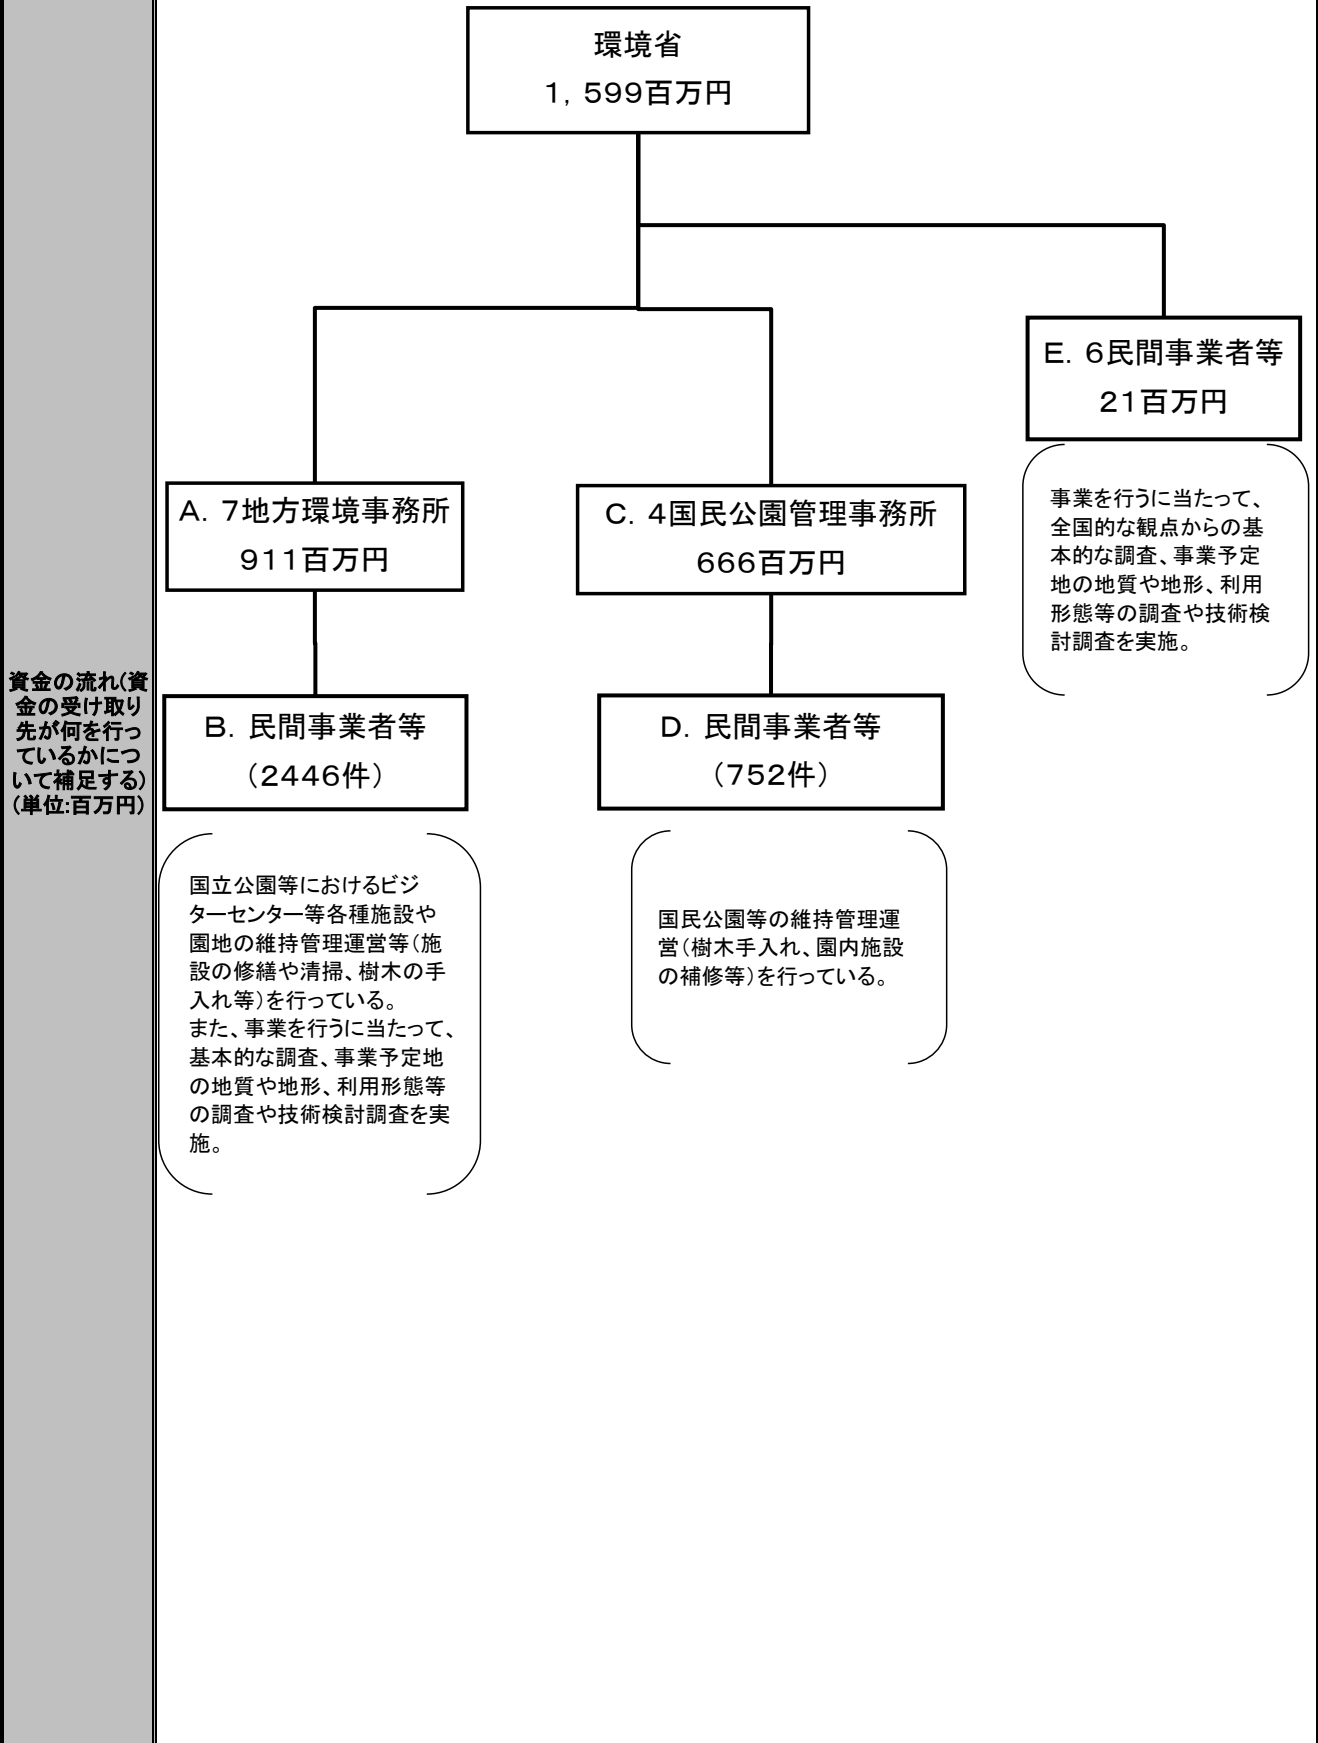 環境省
1，599百万円
E．6民間事業者等
21百万円
事業を行うに当たって、
全国的な観点からの基
本的な調査、事業予定
地の地質や地形、利用
形態等の調査や技術検
討調査を実施。
A．7地方環境事務所
911百万円
C．4国民公園管理事務所
666百万円
資金の流れ(資
金の受け取り
先が何を行っ
ているかにつ
いて補足する)
(単位:百万円)
B．民間事業者等
（2446件）
D．民間事業者等
（752件）
国立公園等におけるビジ
ターセンター等各種施設や
園地の維持管理運営等（施
設の修繕や清掃、樹木の手
入れ等）を行っている。
また、事業を行うに当たって、
基本的な調査、事業予定地
の地質や地形、利用形態等
の調査や技術検討調査を実
施。
国民公園等の維持管理運
営（樹木手入れ、園内施設
の補修等）を行っている。